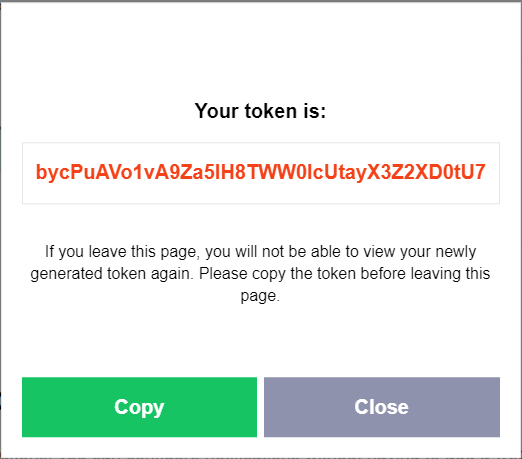 Your token is:
bycPuAVo1vA9Za5IH8TWW0IcUtayX3Z2XD0tU7
If you leave this page, you will not be able to view your newly
generated token again. Please copy the token before leaving this
page.
Copy Close